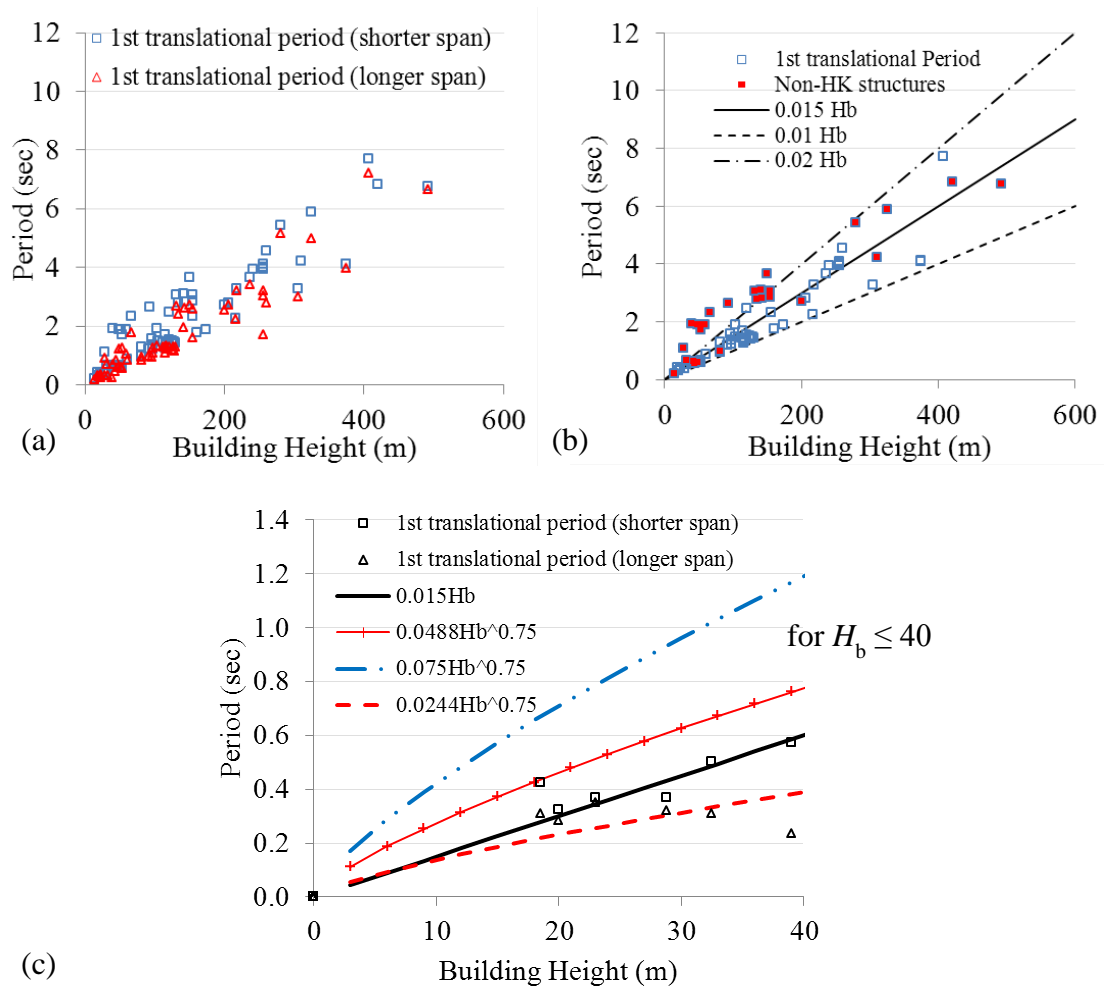 12
10
8
6
4
2
0
0
200
400
600
Period (sec)
Building Height (m)
1st translational period (shorter span)
1st translational period (longer span)
(a)
12
10
8
6
4
2
0
0
200
400
600
Period (sec)
Building Height (m)
1st translational Period
Non-HK structures
0.015 Hb
0.01 Hb
0.02 Hb
(b)
1.4
1.2
1.0
0.8
0.6
0.4
0.2
0.0
0
10
20
30
40
Period (sec)
Building Height (m)
1st translational period (shorter span)
1st translational period (longer span)
0.015Hb
0.0488Hb^0.75
0.075Hb^0.75
0.0244Hb^0.75
for Hb ≤ 40
(c)